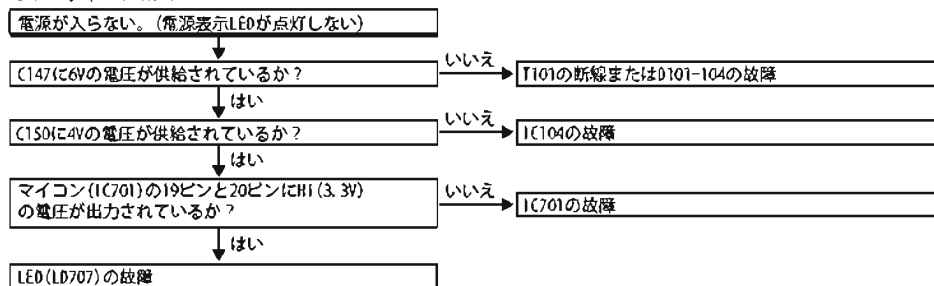 電源が入らない。(電源表示LEDが点灯しない)
C147に6Vの電圧が供給されているか?
いいえ
T101の断線またはD101-104の故障
はい
C150に4Vの電圧が供給されているか?
いいえ
IC104の故障
はい
マイコン(IC701)の19ピンと20ピンにHI(3.3V)
の電圧が出力されているか?
いいえ
IC701の故障
はい
LED(LD707)の故障